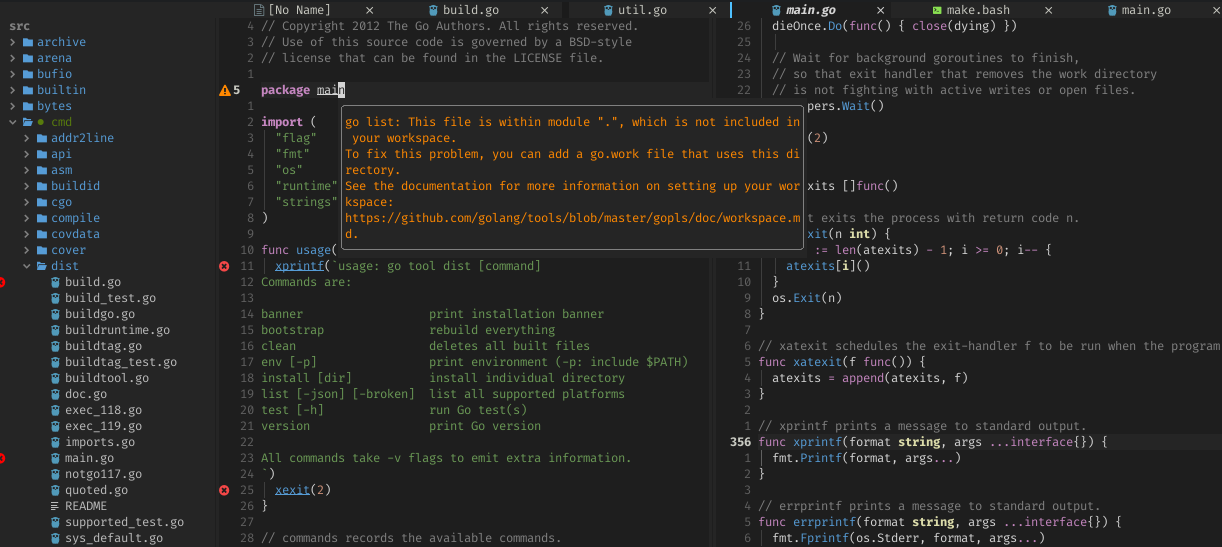 [No Name] × build.go × util.go × main.go × make.bash × main.go ×
src
archive
arena
bufio
builtin
bytes
cmd
addr2line
api
asm
buildid
cgo
compile
covdata
cover
dist
build.go
build_test.go
buildgo.go
buildruntime.go
buildtag.go
buildtag_test.go
buildtool.go
doc.go
exec_118.go
exec_119.go
imports.go
main.go
notgo117.go
quoted.go
README
supported_test.go
sys_default.go
4 // Copyright 2012 The Go Authors. All rights reserved.
3 // Use of this source code is governed by a BSD-style
2 // license that can be found in the LICENSE file.
1
5 package main
1
2 import (
3 "flag"
4 "fmt"
5 "os"
6 "runtime"
7 "strings"
8 )
9
10 func usage(
11 xprintf(`usage: go tool dist [command]
12 Commands are:
13
14 banner print installation banner
15 bootstrap rebuild everything
16 clean deletes all built files
17 env [-p] print environment (-p: include $PATH)
18 install [dir] install individual directory
19 list [-json] [-broken] list all supported platforms
20 test [-h] run Go test(s)
21 version print Go version
22
23 All commands take -v flags to emit extra information.
24 `)
25 xexit(2)
26 }
27
28 // commands records the available commands.
go list: This file is within module ".", which is not included in
your workspace.
To fix this problem, you can add a go.work file that uses this di
rectory.
See the documentation for more information on setting up your wor
kspace:
https://github.com/golang/tools/blob/master/gopls/doc/workspace.m
d.
26 dieOnce.Do(func() { close(dying) })
25
24 // Wait for background goroutines to finish,
23 // so that exit handler that removes the work directory
22 // is not fighting with active writes or open files.
pers.Wait()
(2)
xits []func()
t exits the process with return code n.
xit(n int) {
:= len(atexits) - 1; i >= 0; i-- {
11 atexits[i]()
10 }
9 os.Exit(n)
8 }
7
6 // xatexit schedules the exit-handler f to be run when the program
5 func xatexit(f func()) {
4 atexits = append(atexits, f)
3 }
2
1 // xprintf prints a message to standard output.
356 func xprintf(format string, args ...interface{}) {
1 fmt.Printf(format, args...)
2 }
3
4 // errprintf prints a message to standard output.
5 func errprintf(format string, args ...interface{}) {
6 fmt.Fprintf(os.Stderr, format, args...)